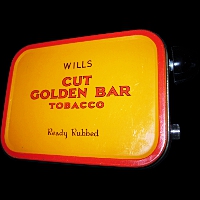 WILLS
CUT
GOLDEN BAR
TOBACCO
Ready Rubbed